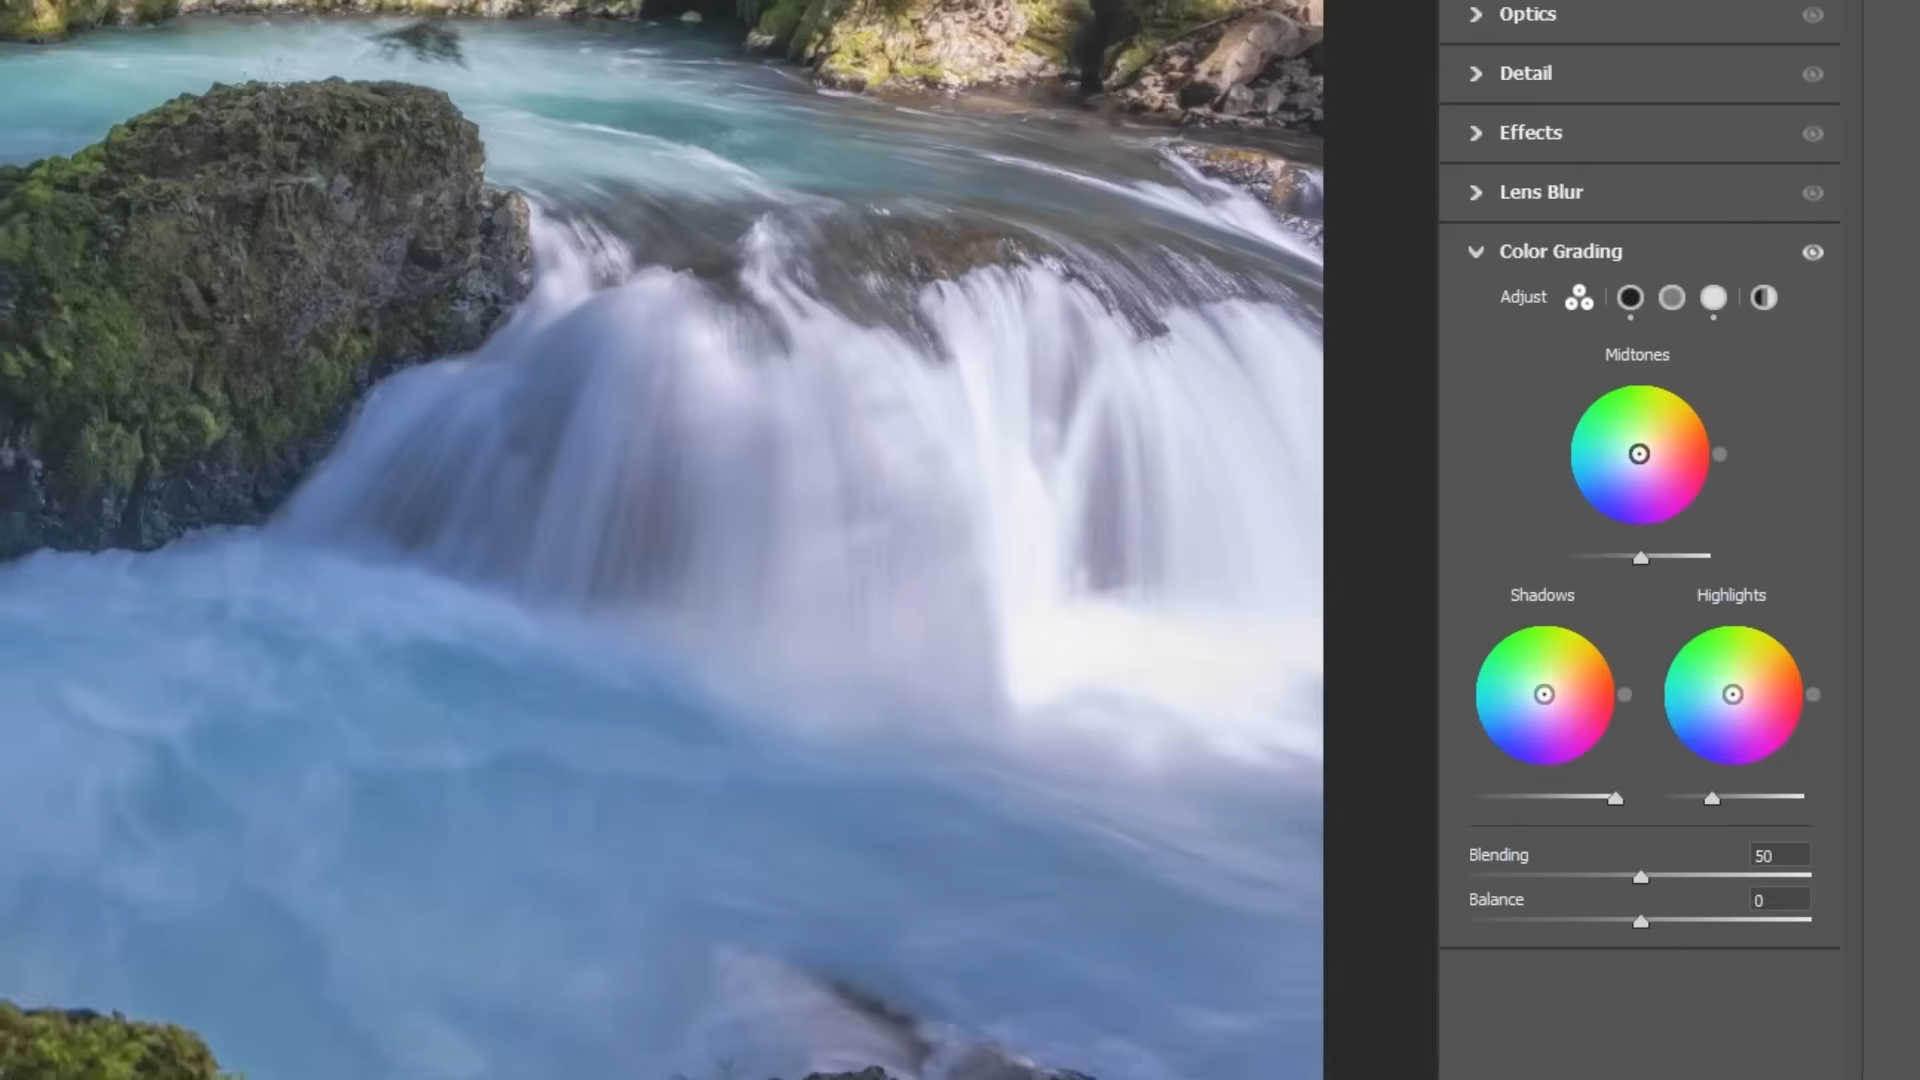 Optics
Detail
Effects
Lens Blur
Color Grading
Adjust
Midtones
Shadows Highlights
Blending 50
Balance 0